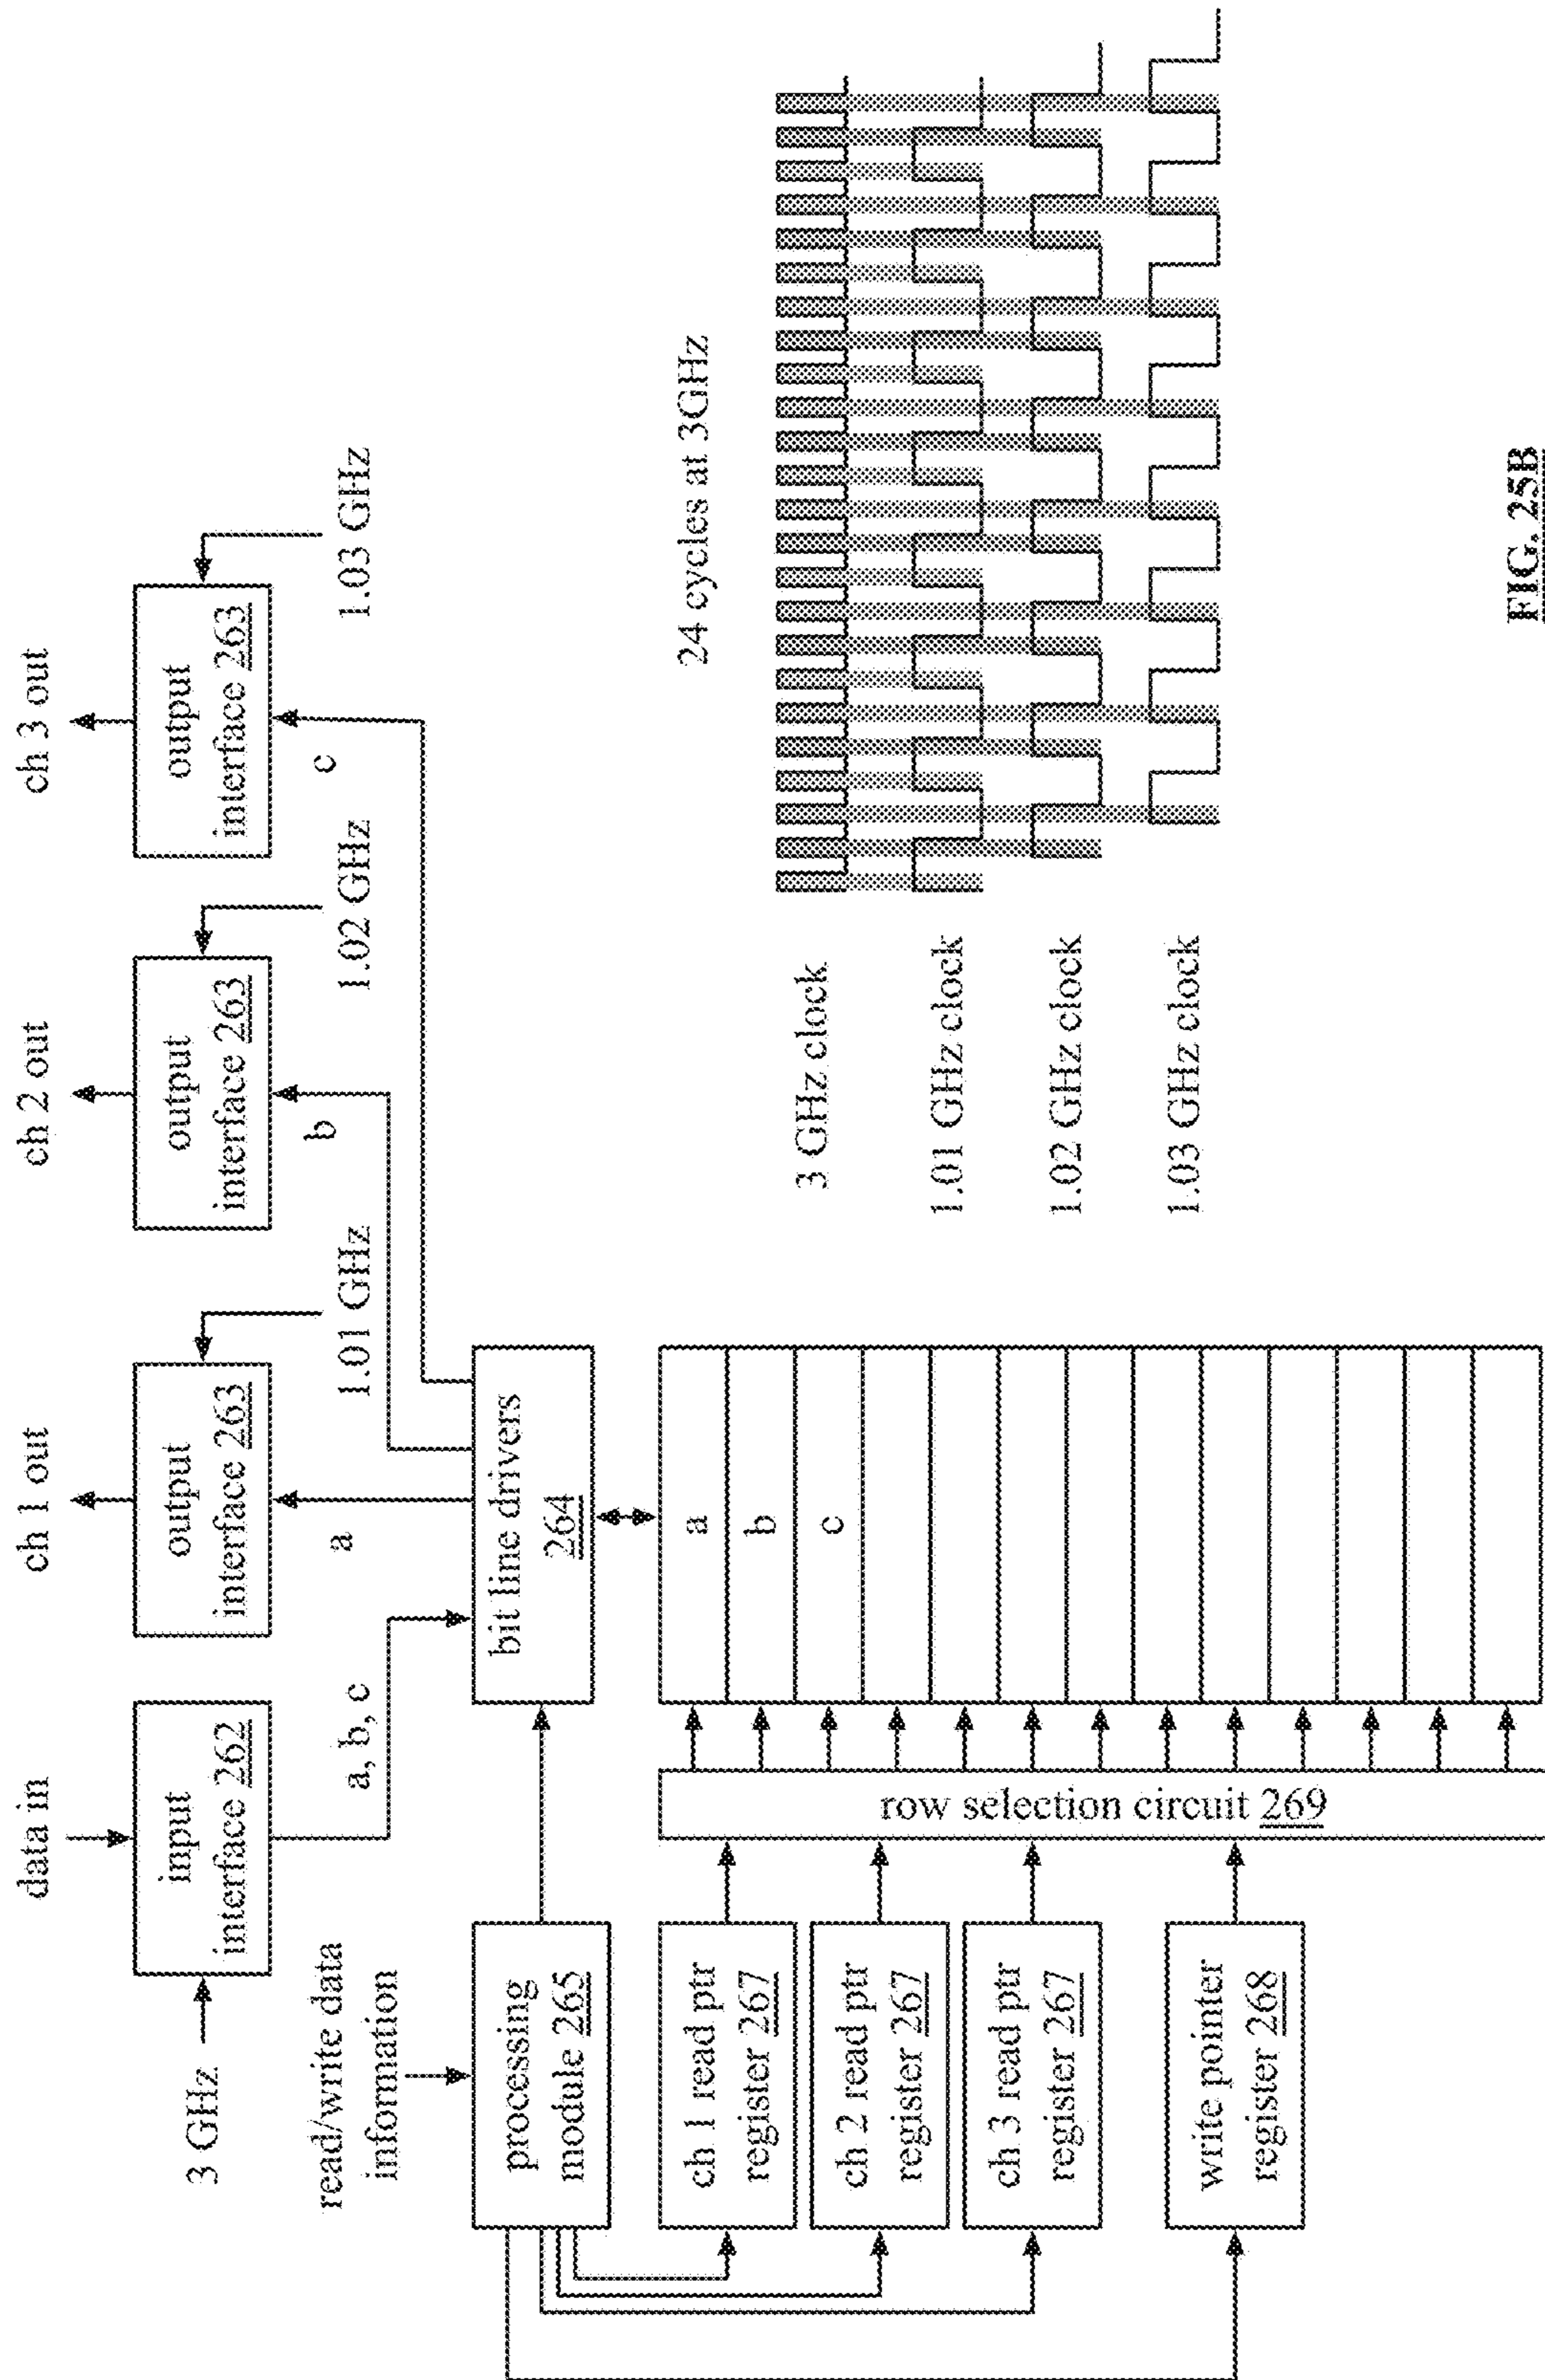 data in
ch 1 out
ch 2 out
ch 3 out
3 GHz
input
interface 262
output
interface 263
output
interface 263
output
interface 263
a, b, c
a
b
c
1.01 GHz
1.02 GHz
1.03 GHz
read/write data
information
processing
module 265
bit line drivers
264
ch 1 read ptr
register 267
ch 2 read ptr
register 267
ch 3 read ptr
register 267
write pointer
register 268
row selection circuit 269
a
b
c
24 cycles at 3GHz
3 GHz clock
1.01 GHz clock
1.02 GHz clock
1.03 GHz clock
FIG. 25B